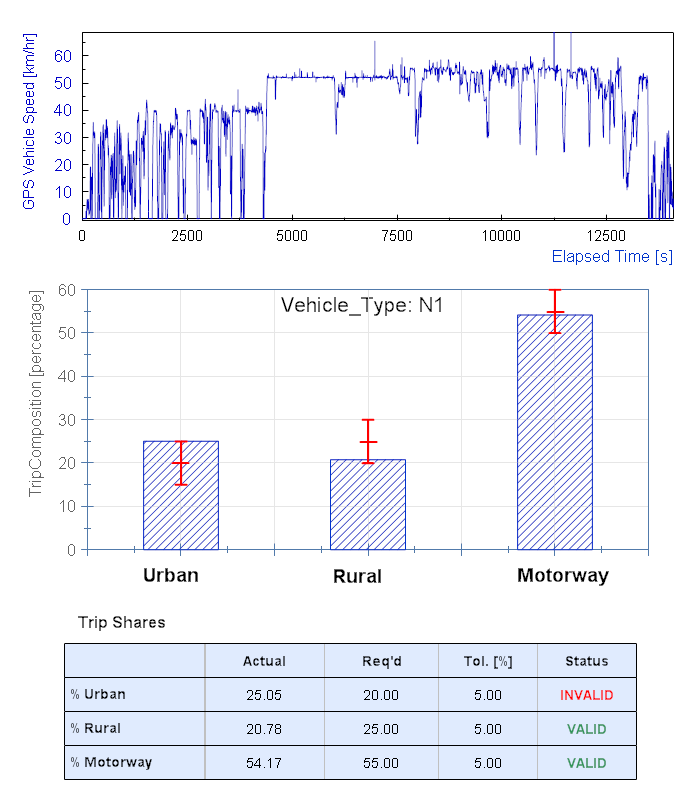 GPS Vehicle Speed [km/hr]
60
50
40
30
20
10
0
0 2500 5000 7500 10000 12500
Elapsed Time [s]
TripComposition [percentage]
Vehicle_Type: N1
60
50
40
30
20
10
0
Urban Rural Motorway
Trip Shares
Actual Req'd Tol. [%] Status
% Urban 25.05 20.00 5.00 INVALID
% Rural 20.78 25.00 5.00 VALID
% Motorway 54.17 55.00 5.00 VALID